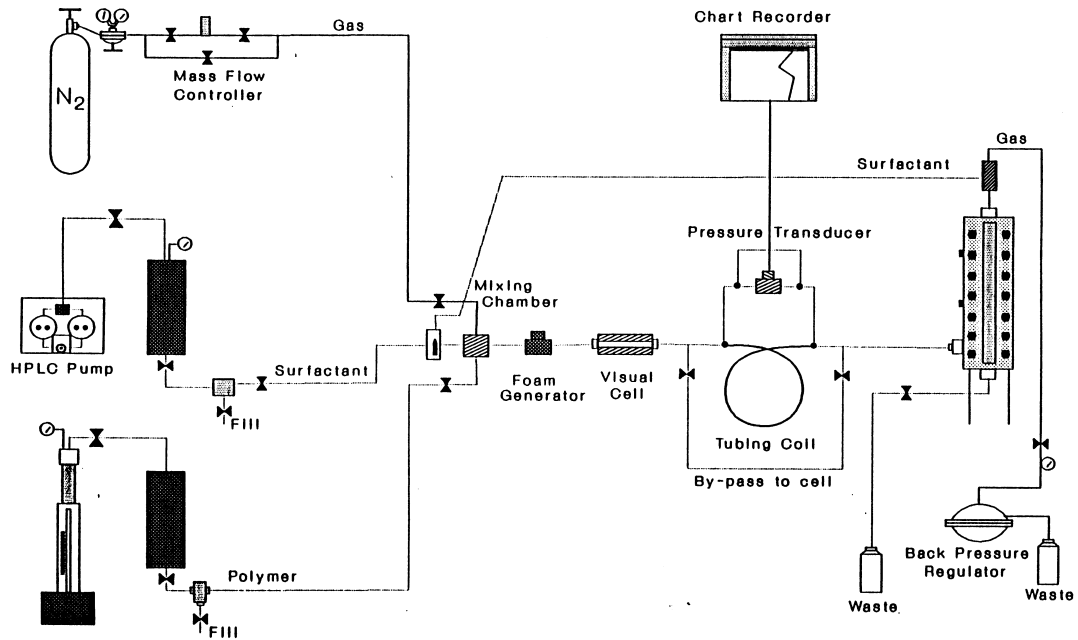 Chart Recorder
Gas
N2
Mass Flow
Controller
Gas
Surfactant
Pressure Transducer
Mixing
Chamber
HPLC Pump
Surfactant
Fill
Foam
Generator
Visual
Cell
Tubing Coil
By-pass to cell
Polymer
Fill
Back Pressure
Regulator
Waste
Waste